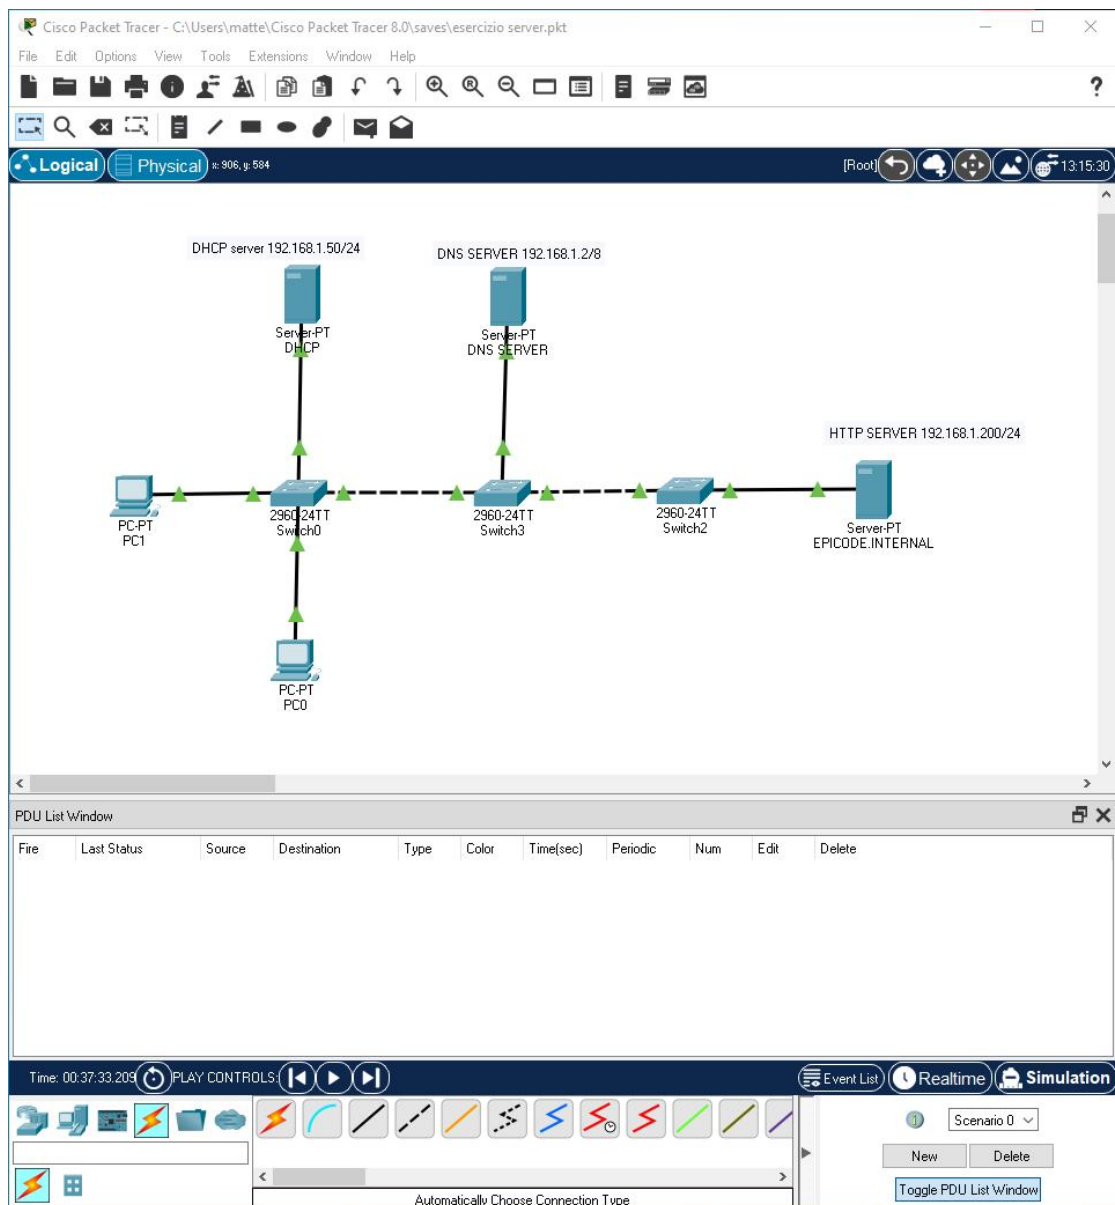 Cisco Packet Tracer - C:\Users\matte\Cisco Packet Tracer 8.0\saves\esercizio server.pkt
File Edit Options View Tools Extensions Window Help
?
Logical Physical x: 906, y: 584 [Root] 13:15:30
DHCP server 192.168.1.50/24
DNS SERVER 192.168.1.2/8
Server-PT
DHCP
Server-PT
DNS SERVER
HTTP SERVER 192.168.1.200/24
PC-PT
PC1
2960-24TT
Switch0
2960-24TT
Switch3
2960-24TT
Switch2
Server-PT
EPICODE.INTERNAL
PC-PT
PC0
PDU List Window
Fire Last Status Source Destination Type Color Time(sec) Periodic Num Edit Delete
Time: 00:37:33.209 PLAY CONTROLS: Event List Realtime Simulation
Scenario 0
New Delete
Toggle PDU List Window
Automatically Choose Connection Type